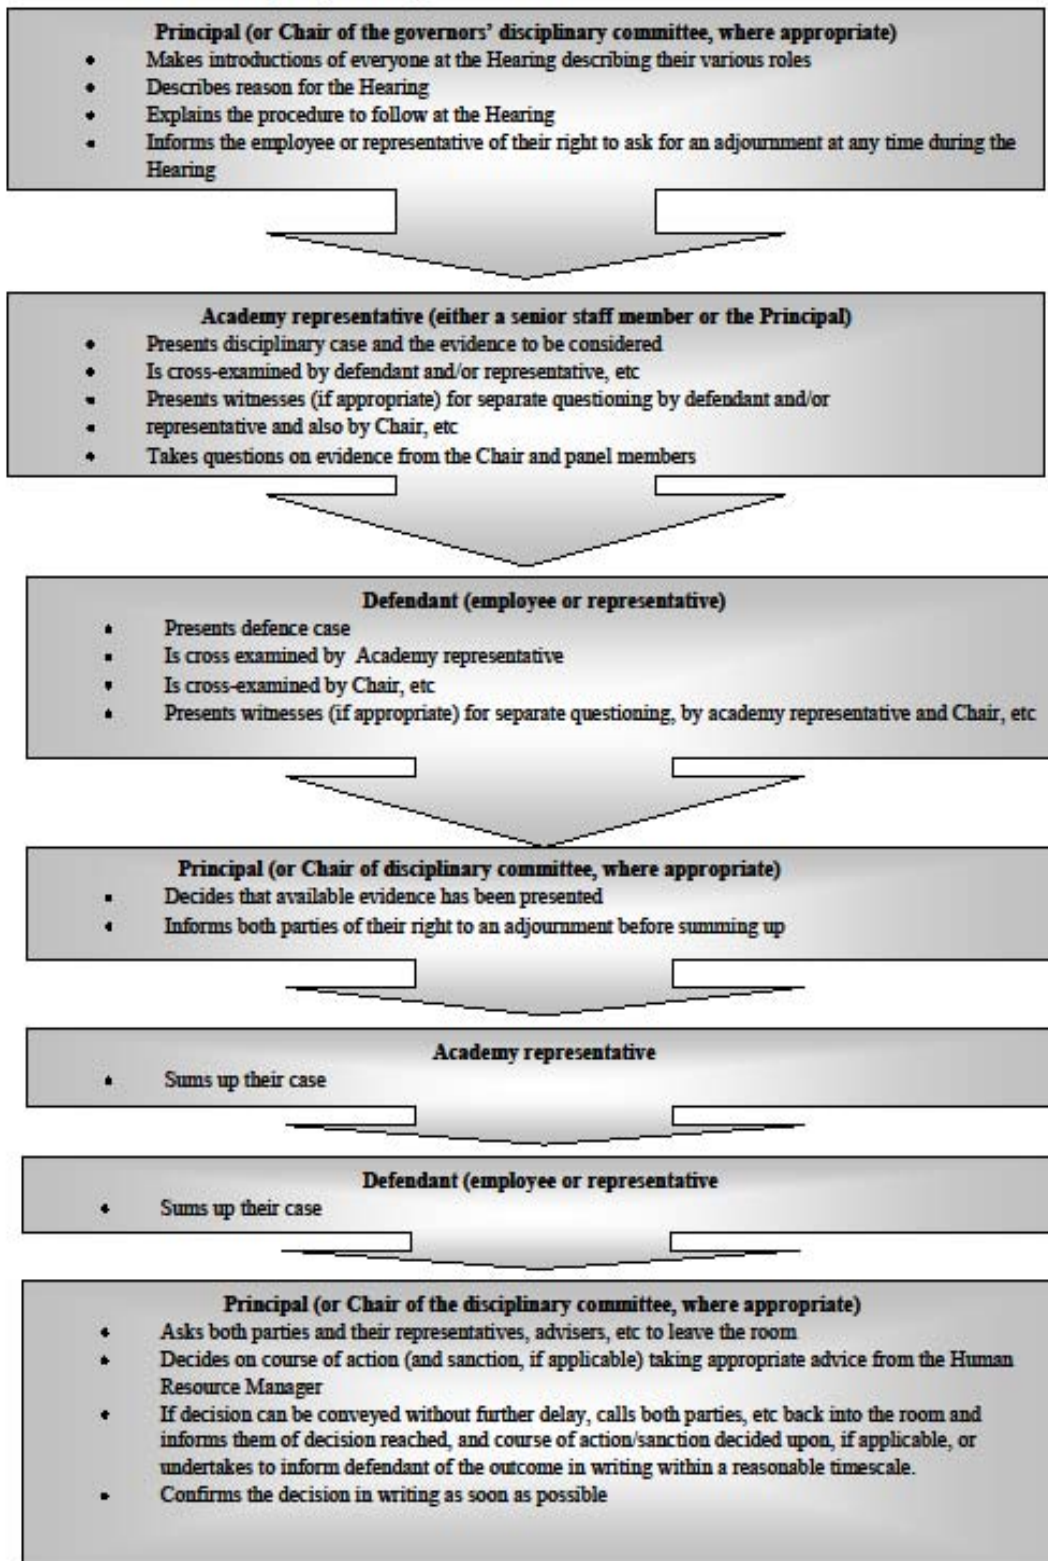 Principal (or Chair of the governors' disciplinary committee, where appropriate)
• Makes introductions of everyone at the Hearing describing their various roles
• Describes reason for the Hearing
• Explains the procedure to follow at the Hearing
• Informs the employee or representative of their right to ask for an adjournment at any time during the
Hearing
Academy representative (either a senior staff member or the Principal)
• Presents disciplinary case and the evidence to be considered
• Is cross-examined by defendant and/or representative, etc
• Presents witnesses (if appropriate) for separate questioning by defendant and/or
• representative and also by Chair, etc
• Takes questions on evidence from the Chair and panel members
Defendant (employee or representative)
• Presents defence case
• Is cross examined by Academy representative
• Is cross-examined by Chair, etc
• Presents witnesses (if appropriate) for separate questioning, by academy representative and Chair, etc
Principal (or Chair of disciplinary committee, where appropriate)
• Decides that available evidence has been presented
• Informs both parties of their right to an adjournment before summing up
Academy representative
• Sums up their case
Defendant (employee or representative
• Sums up their case
Principal (or Chair of the disciplinary committee, where appropriate)
• Asks both parties and their representatives, advisers, etc to leave the room
• Decides on course of action (and sanction, if applicable) taking appropriate advice from the Human
Resource Manager
• If decision can be conveyed without further delay, calls both parties, etc back into the room and
informs them of decision reached, and course of action/sanction decided upon, if applicable, or
undertakes to inform defendant of the outcome in writing within a reasonable timescale.
• Confirms the decision in writing as soon as possible